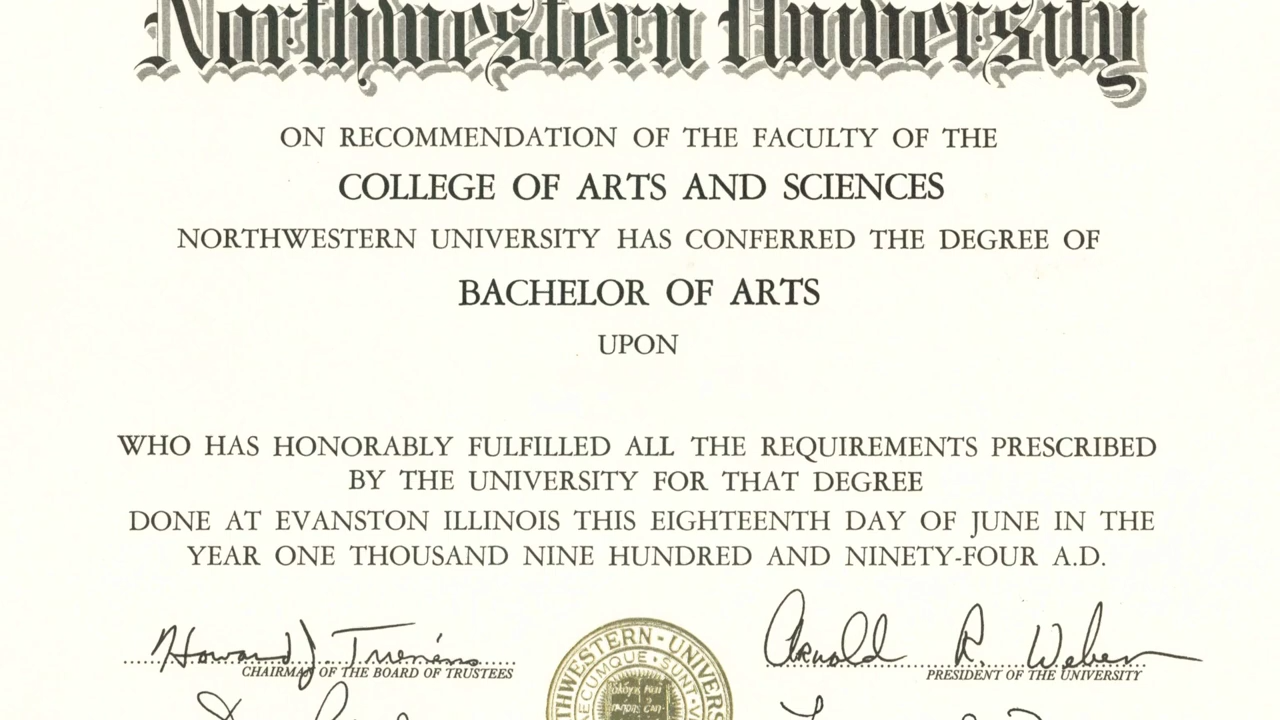 Northwestern University
ON RECOMMENDATION OF THE FACULTY OF THE
COLLEGE OF ARTS AND SCIENCES
NORTHWESTERN UNIVERSITY HAS CONFERRED THE DEGREE OF
BACHELOR OF ARTS
UPON
WHO HAS HONORABLY FULFILLED ALL THE REQUIREMENTS PRESCRIBED
BY THE UNIVERSITY FOR THAT DEGREE
DONE AT EVANSTON ILLINOIS THIS EIGHTEENTH DAY OF JUNE IN THE
YEAR ONE THOUSAND NINE HUNDRED AND NINETY-FOUR A.D.
Howard J. Trienens
CHAIRMAN OF THE BOARD OF TRUSTEES
Arnold R. Weber
PRESIDENT OF THE UNIVERSITY
SUNT